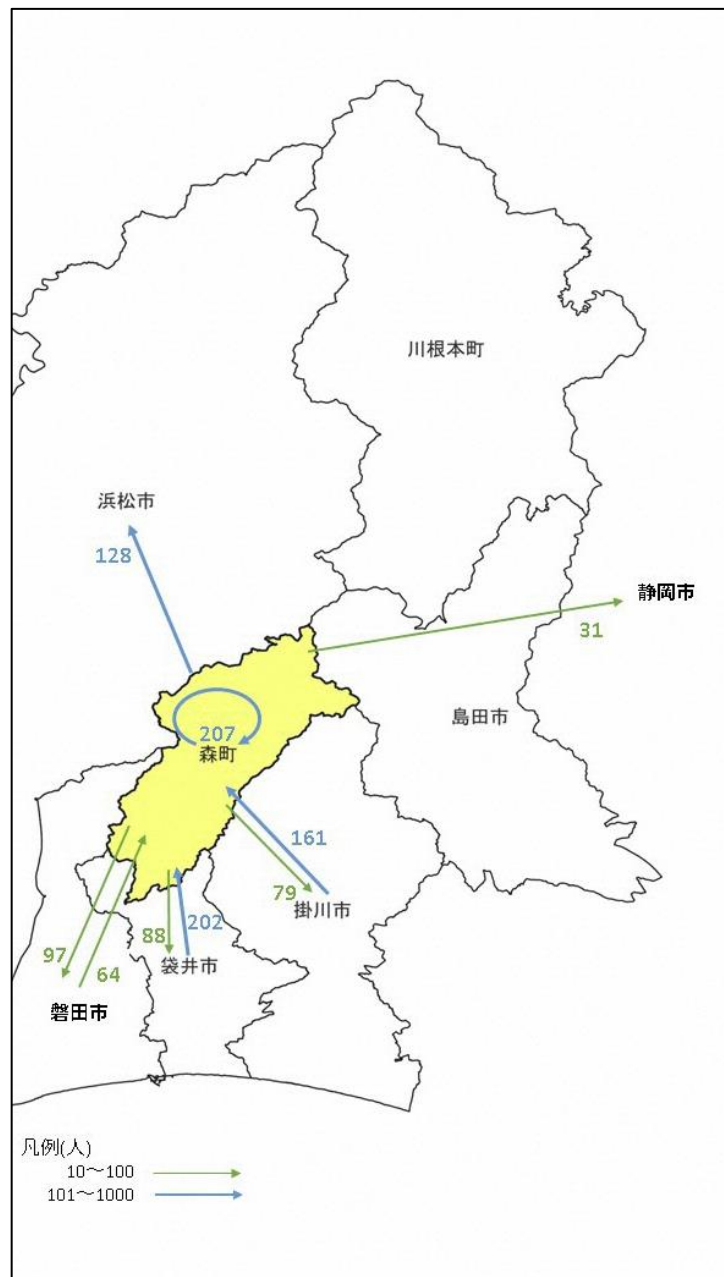 川根本町
浜松市
128
静岡市
31
島田市
207
森町
161
79
掛川市
202
88
97
64
袋井市
磐田市
凡例(人)
10～100
101～1000